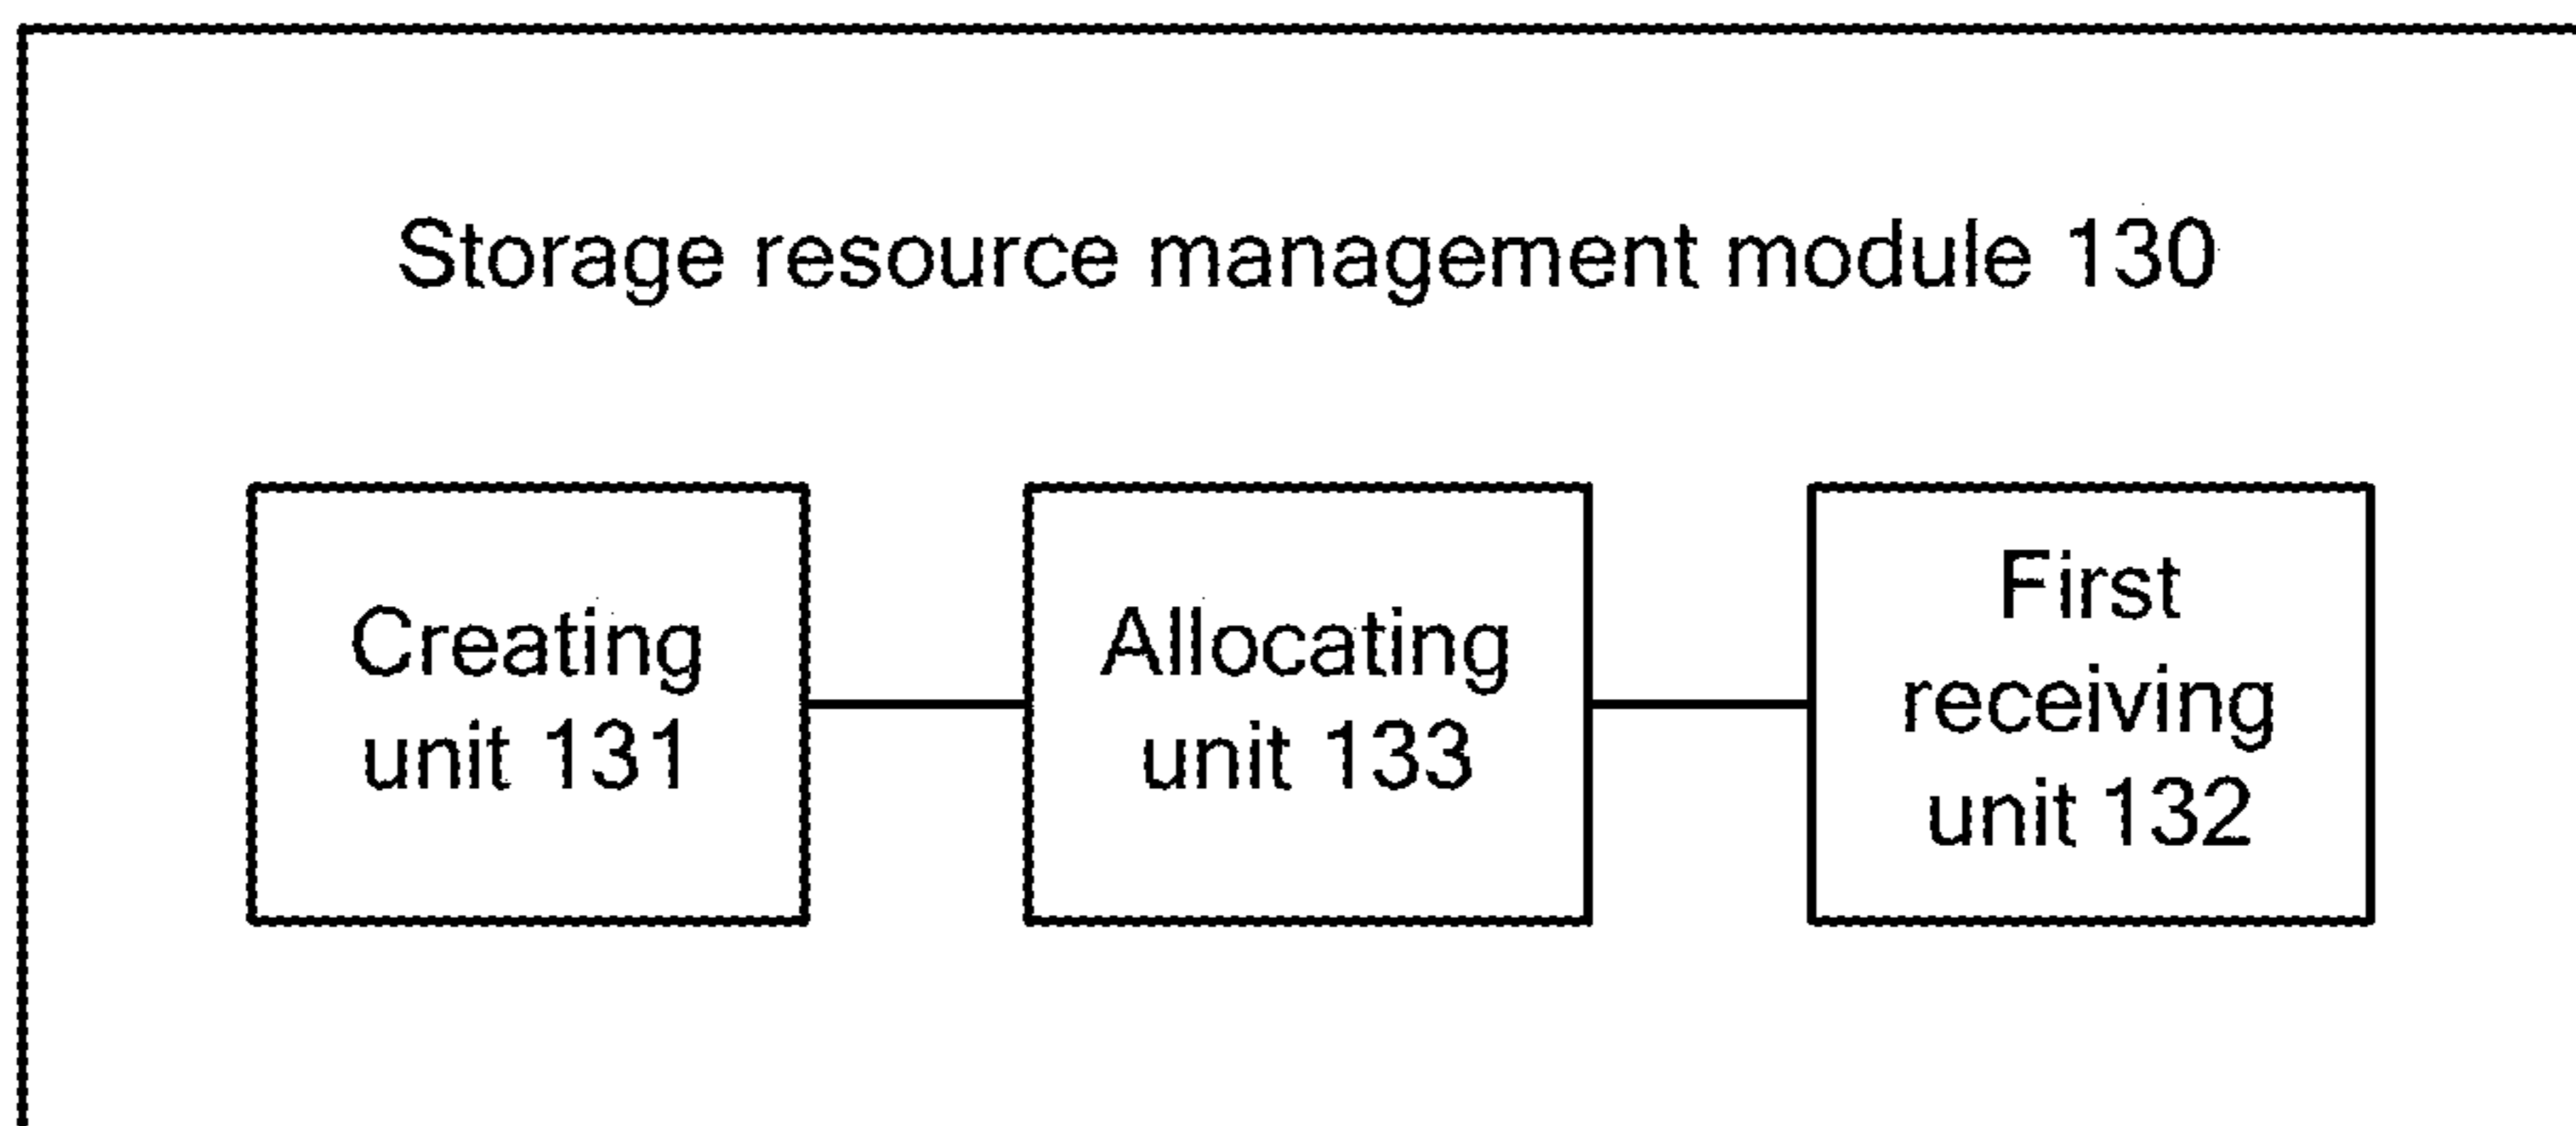 Storage resource management module 130
Creating
unit 131
Allocating
unit 133
First
receiving
unit 132